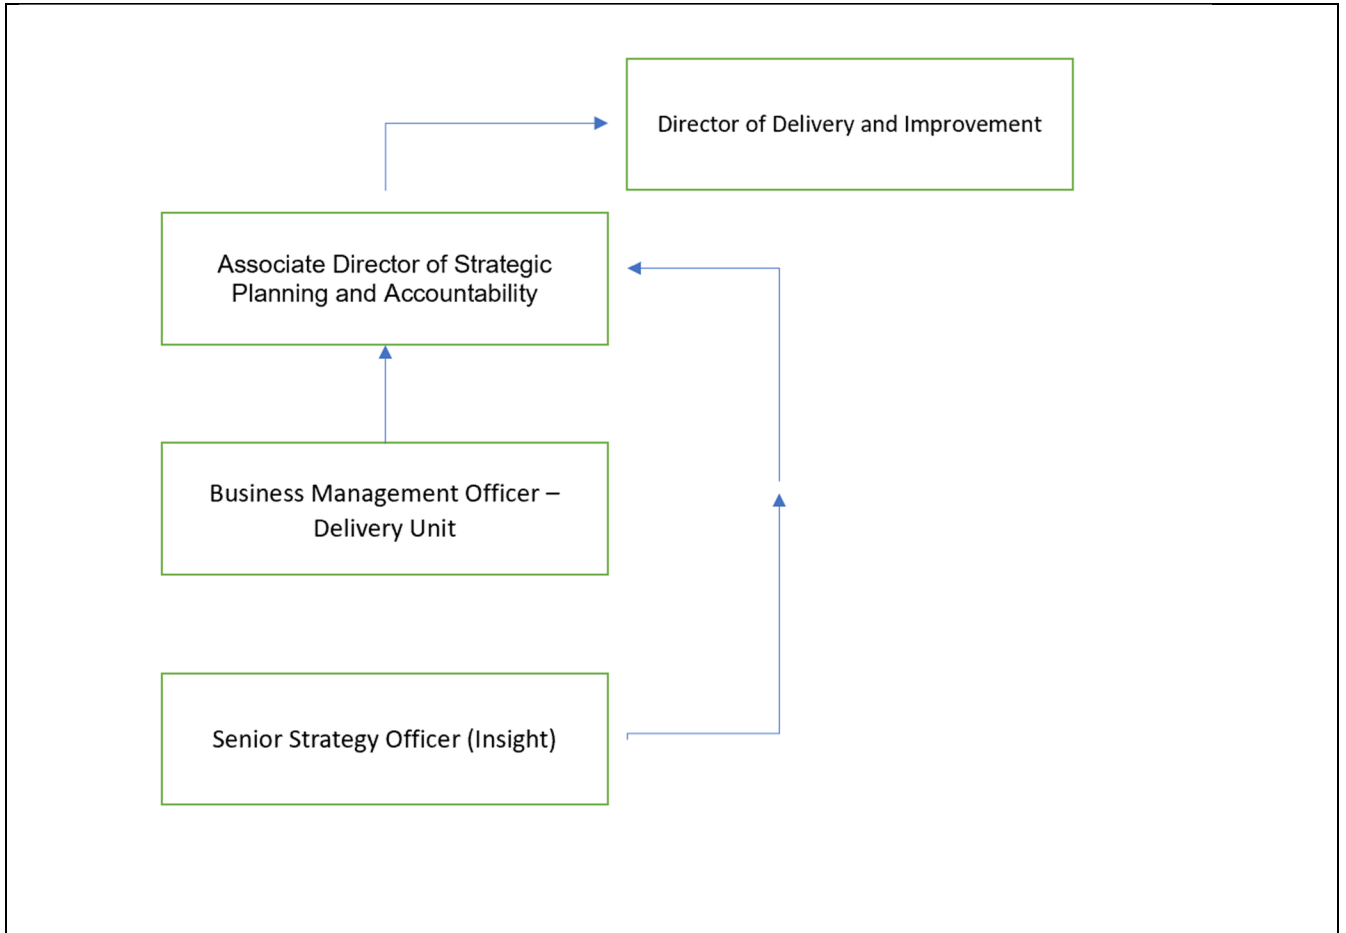 Director of Delivery and Improvement
Associate Director of Strategic
Planning and Accountability
Business Management Officer –
Delivery Unit
Senior Strategy Officer (Insight)